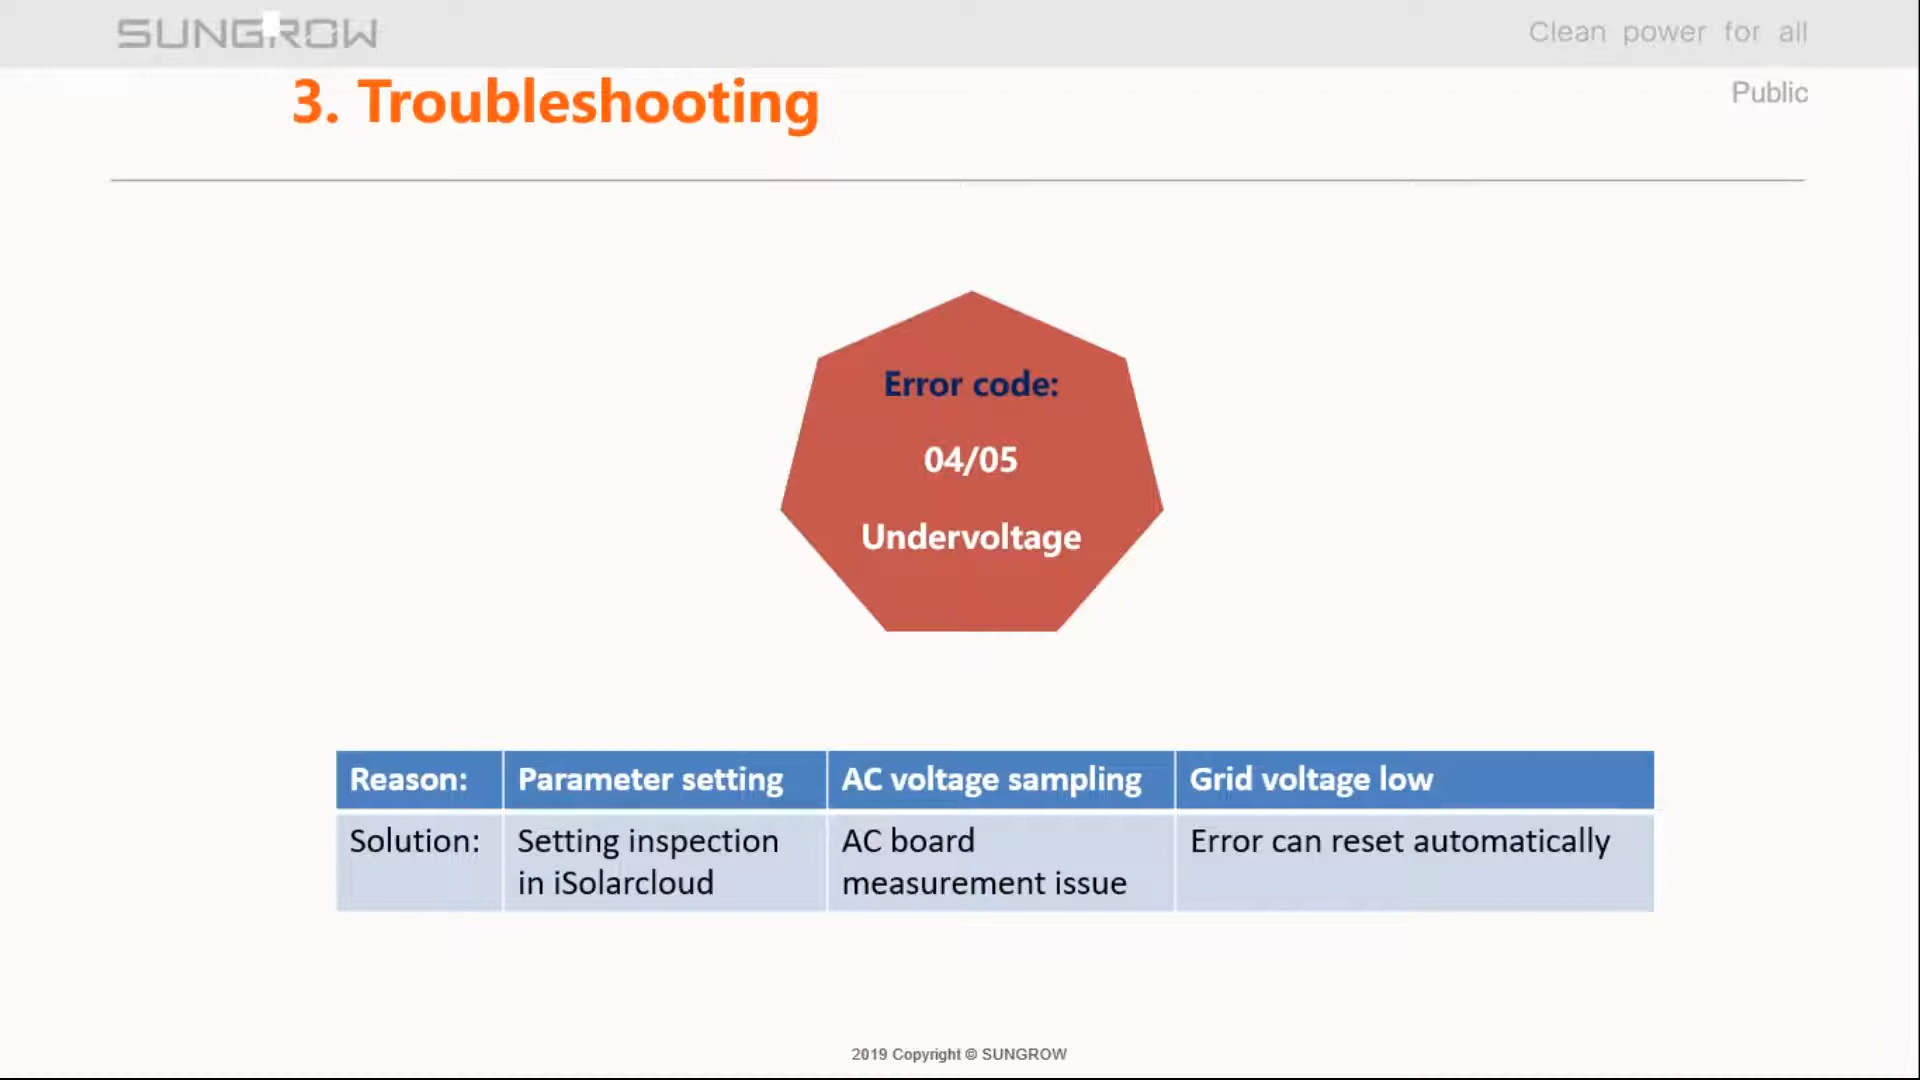 SUNGROW
Clean power for all
3. Troubleshooting
Public
Error code:
04/05
Undervoltage
Reason: Parameter setting AC voltage sampling Grid voltage low
Solution: Setting inspection AC board Error can reset automatically
in iSolarcloud measurement issue
2019 Copyright © SUNGROW